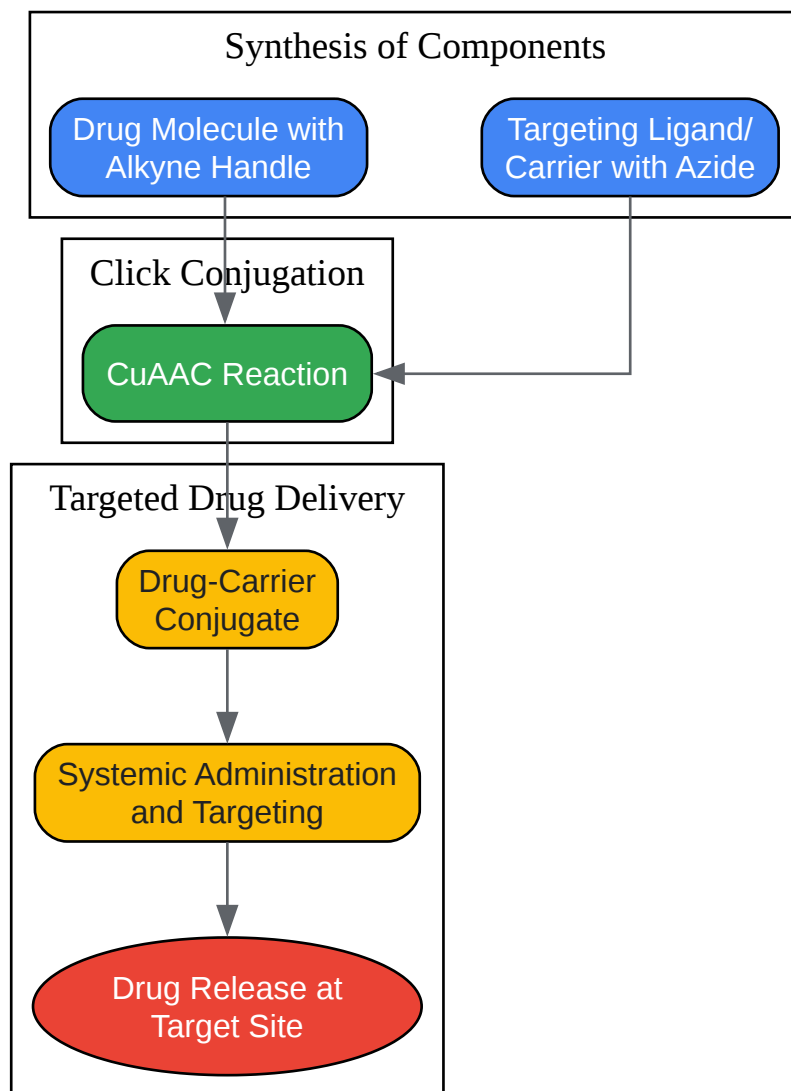 Synthesis of Components
Drug Molecule with
Alkyne Handle
Targeting Ligand/
Carrier with Azide
Click Conjugation
CuAAC Reaction
Targeted Drug Delivery
Drug-Carrier
Conjugate
Systemic Administration
and Targeting
Drug Release at
Target Site